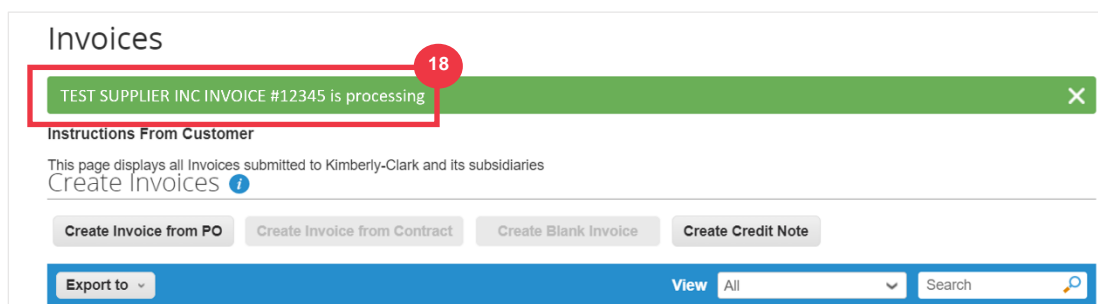 Invoices
18
TEST SUPPLIER INC INVOICE #12345 is processing
Instructions From Customer
This page displays all Invoices submitted to Kimberly-Clark and its subsidiaries
Create Invoices i
Create Invoice from PO Create Invoice from Contract Create Blank Invoice Create Credit Note
Export to View All Search